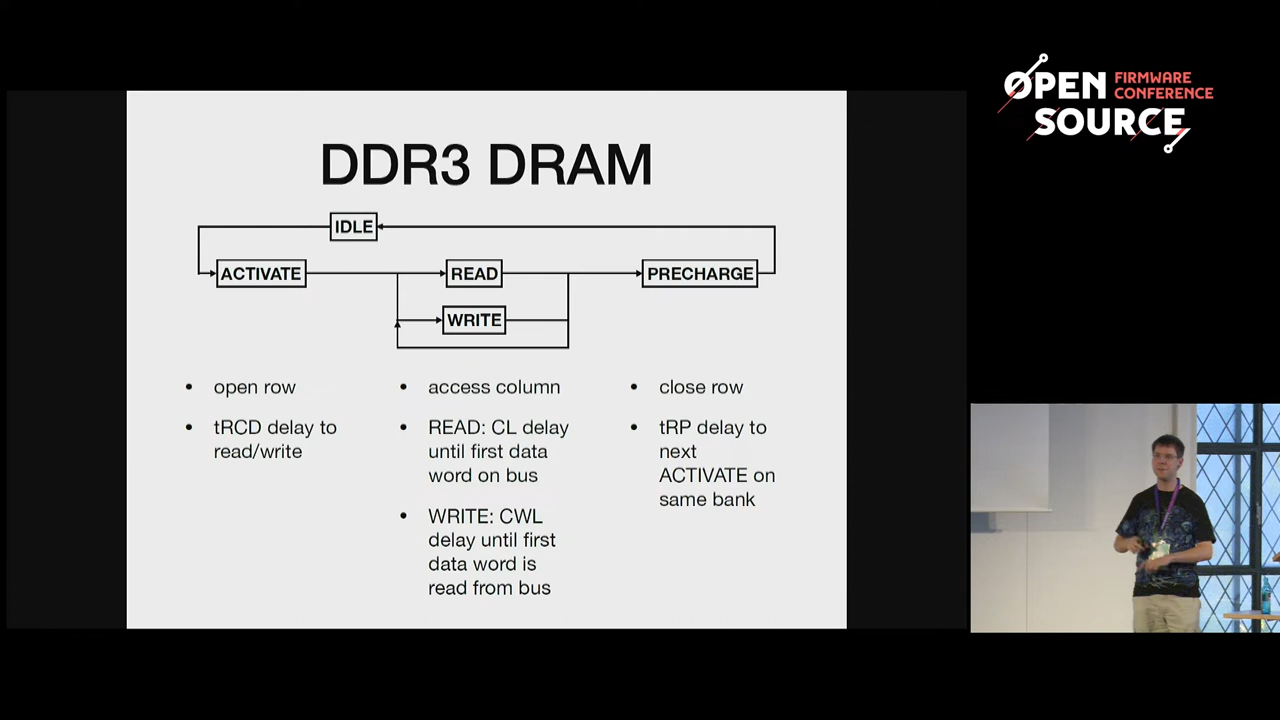 OPEN FIRMWARE
CONFERENCE
SOURCE
DDR3 DRAM
IDLE
ACTIVATE
READ
PRECHARGE
WRITE
• open row
• tRCD delay to
read/write
• access column
• READ: CL delay
until first data
word on bus
• WRITE: CWL
delay until first
data word is
read from bus
• close row
• tRP delay to
next
ACTIVATE on
same bank